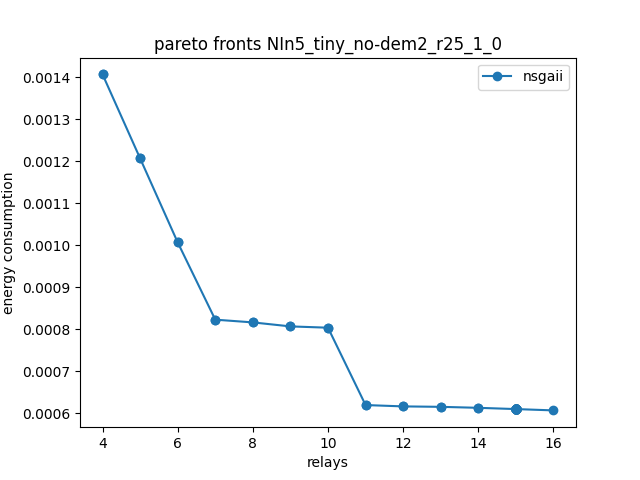 pareto fronts NIn5_tiny_no-dem2_r25_1_0
nsgaii
energy consumption
0.0014
0.0013
0.0012
0.0011
0.0010
0.0009
0.0008
0.0007
0.0006
4 6 8 10 12 14 16
relays